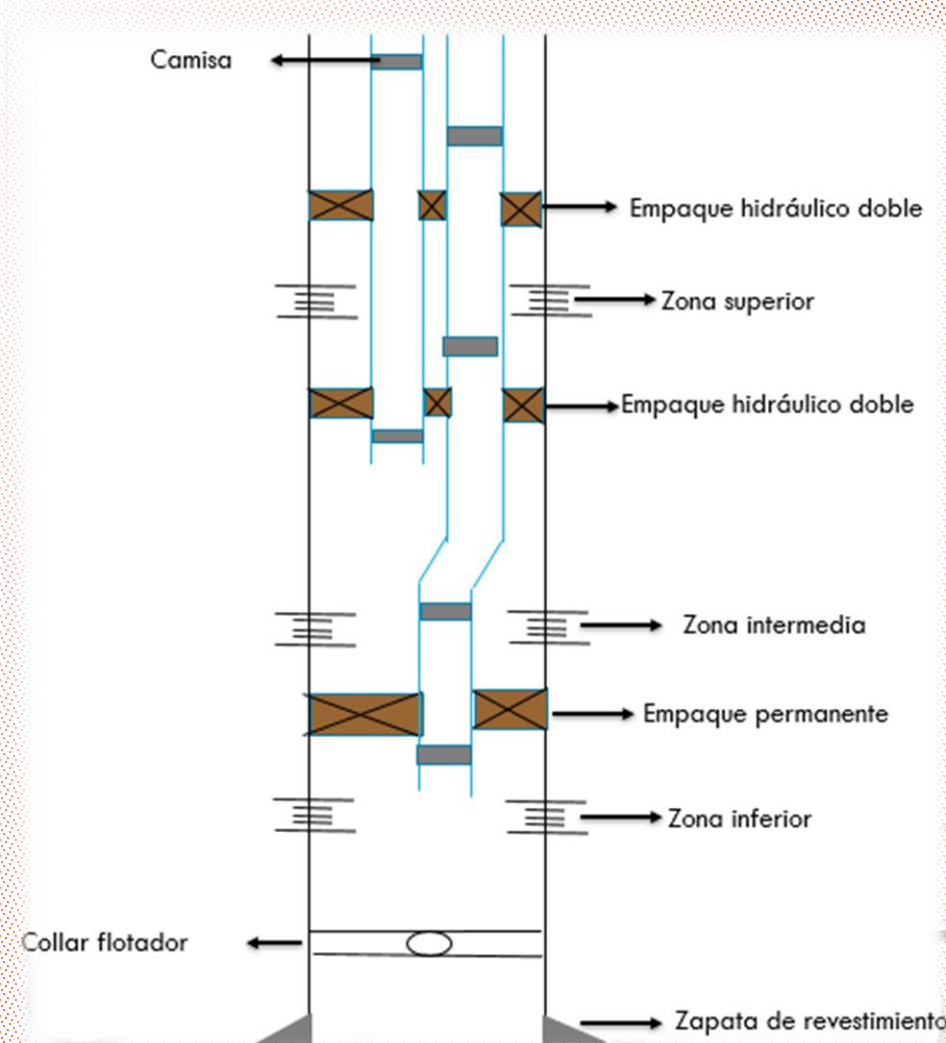 Camisa
Empaque hidráulico doble
Zona superior
Empaque hidráulico doble
Zona intermedia
Empaque permanente
Zona inferior
Collar flotador
Zapata de revestimiento